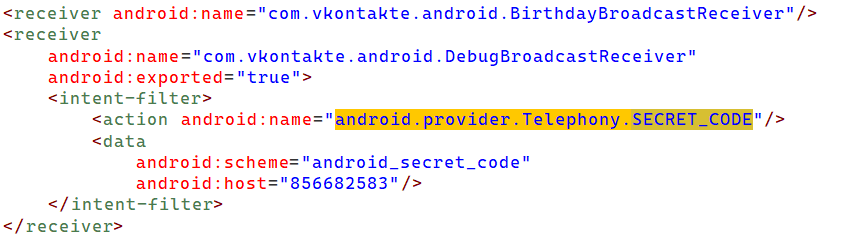 <receiver android:name="com.vkontakte.android.BirthdayBroadcastReceiver"/>
<receiver
    android:name="com.vkontakte.android.DebugBroadcastReceiver"
    android:exported="true">
    <intent-filter>
        <action android:name="android.provider.Telephony.SECRET_CODE"/>
        <data
            android:scheme="android_secret_code"
            android:host="856682583"/>
    </intent-filter>
</receiver>